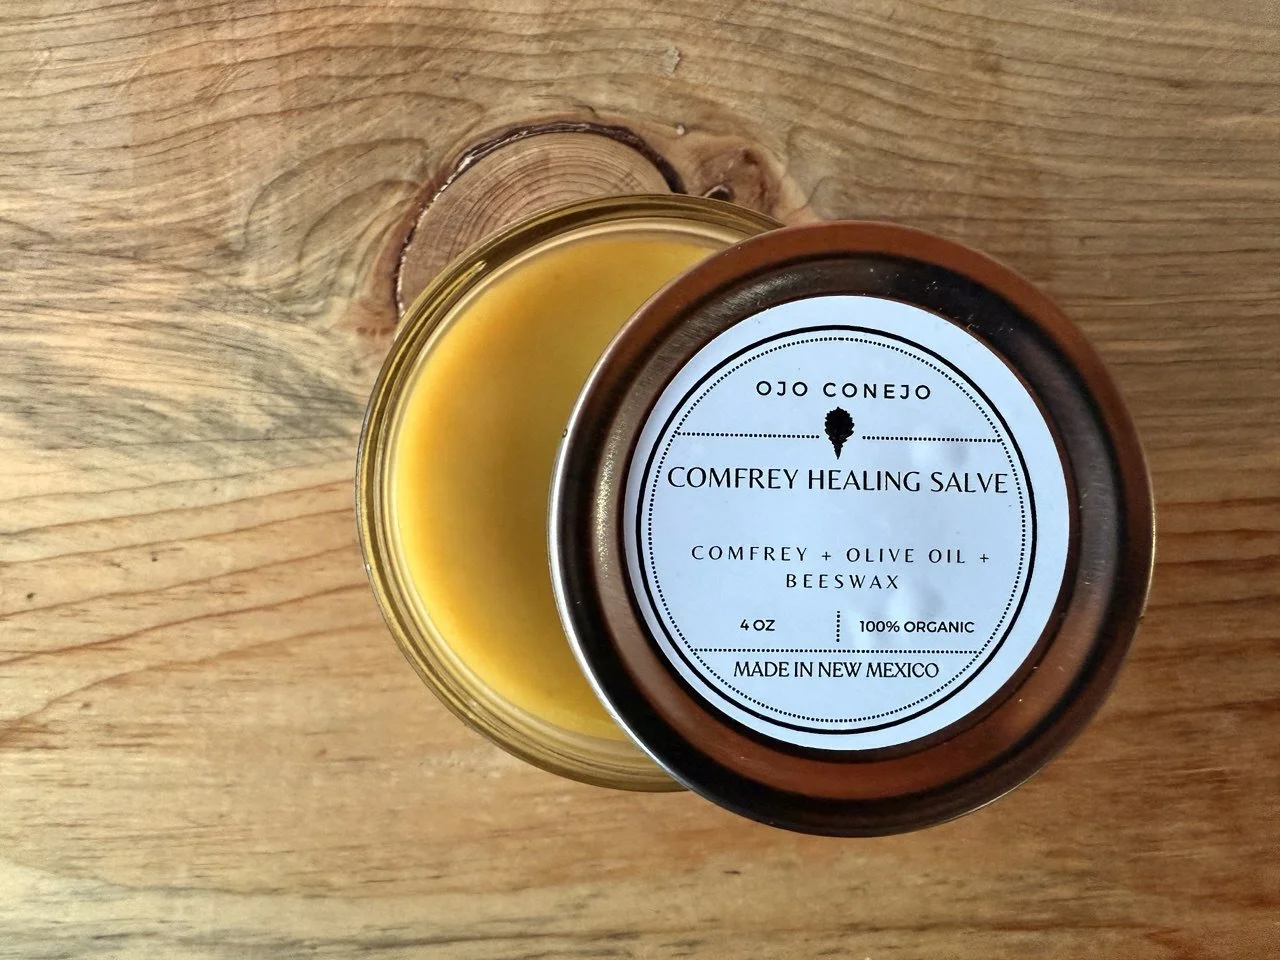 OJO CONEJO
COMFREY HEALING SALVE
COMFREY + OLIVE OIL +
BEESWAX
4 OZ
100% ORGANIC
MADE IN NEW MEXICO